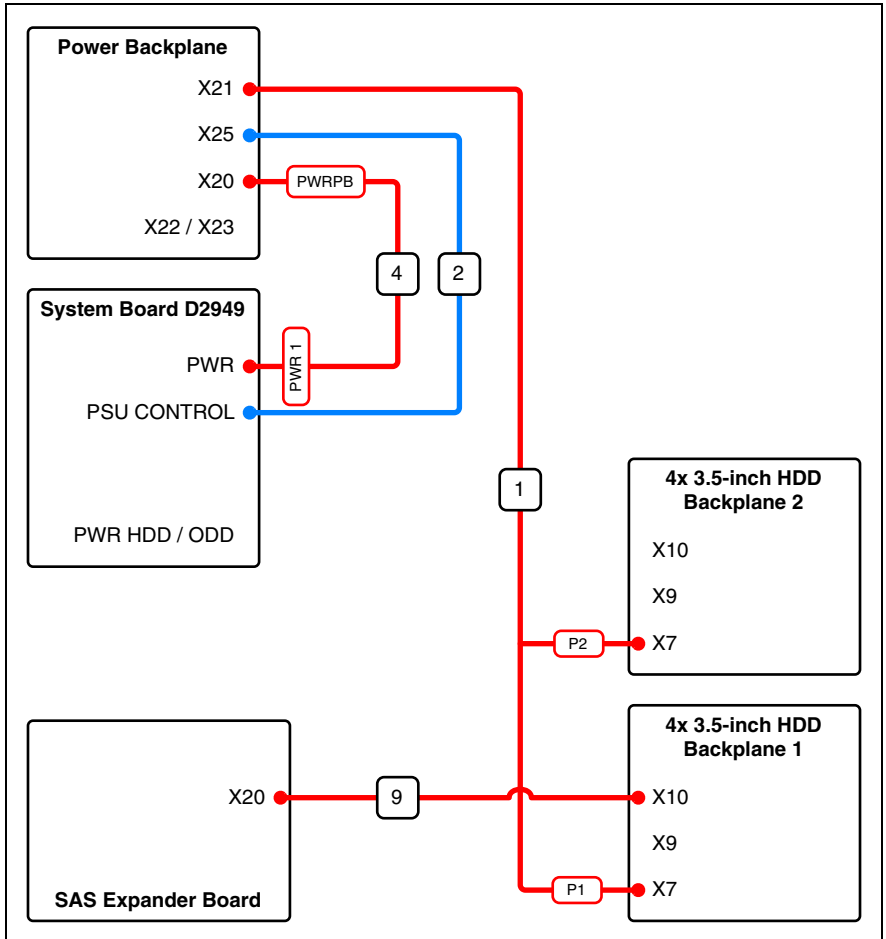 Power Backplane
X21
X25
X20
PWRPB
X22 / X23
4
2
System Board D2949
PWR
PWR 1
PSU CONTROL
PWR HDD / ODD
1
4x 3.5-inch HDD
Backplane 2
X10
X9
X7
P2
4x 3.5-inch HDD
Backplane 1
X20
9
X10
X9
X7
P1
SAS Expander Board